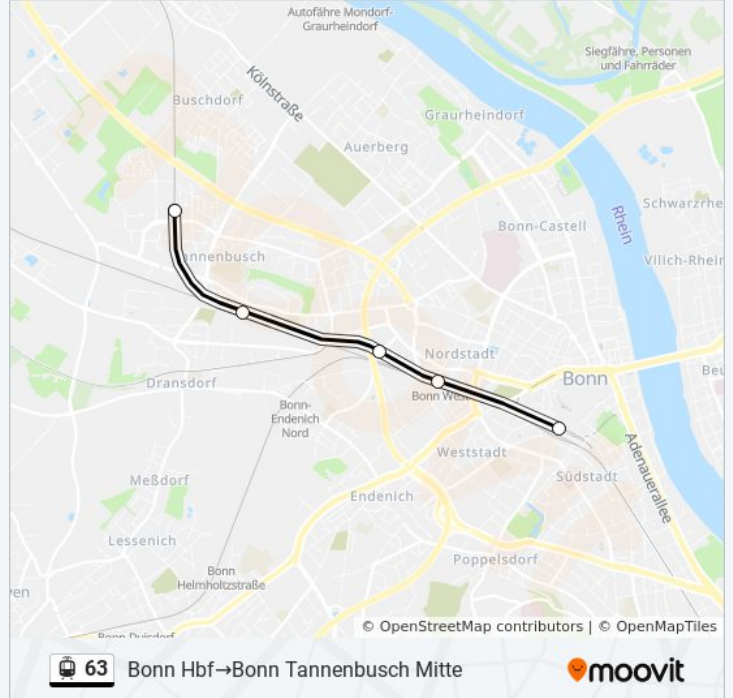 Autofähre Mondorf-
Graurheindorf
Siegfähre, Personen
und Fahrräder
Kölnstraße
Buschdorf
Graurheindorf
Auerberg
Rhein
Schwarzrhe
Bonn-Castell
nnenbusch
Vilich-Rhein
Nordstadt
Dransdorf
Bonn
Beu
Bonn West
Bonn-
Endenich
Nord
Weststadt
Adenauerallee
Meßdorf
Südstadt
Endenich
Lessenich
Poppelsdorf
Bonn
Helmholtzstraße
ven
Bonn Duisdorf
© OpenStreetMap contributors | © OpenMapTiles
63 Bonn Hbf→Bonn Tannenbusch Mitte
moovit